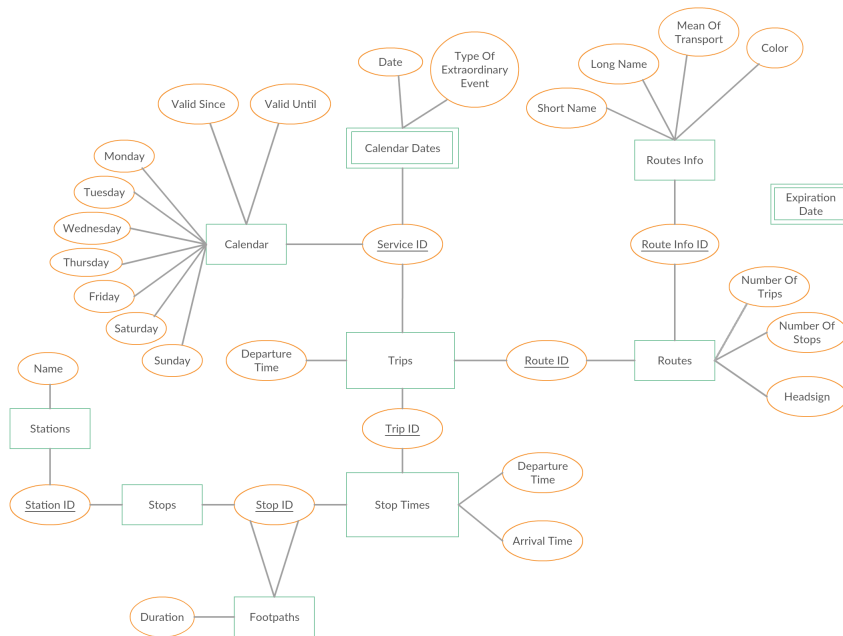 Mean Of
Transport
Color
Date
Type Of
Extraordinary
Event
Long Name
Short Name
Valid Since
Valid Until
Calendar Dates
Routes Info
Monday
Tuesday
Wednesday
Thursday
Friday
Saturday
Sunday
Calendar
Service ID
Route Info ID
Expiration
Date
Number Of
Trips
Number Of
Stops
Headsign
Departure
Time
Trips
Route ID
Routes
Name
Stations
Trip ID
Station ID
Stops
Stop ID
Stop Times
Departure
Time
Arrival Time
Duration
Footpaths